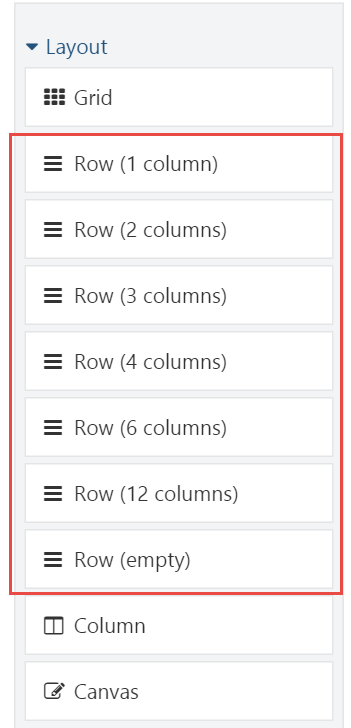 Layout
Grid
Row (1 column)
Row (2 columns)
Row (3 columns)
Row (4 columns)
Row (6 columns)
Row (12 columns)
Row (empty)
Column
Canvas